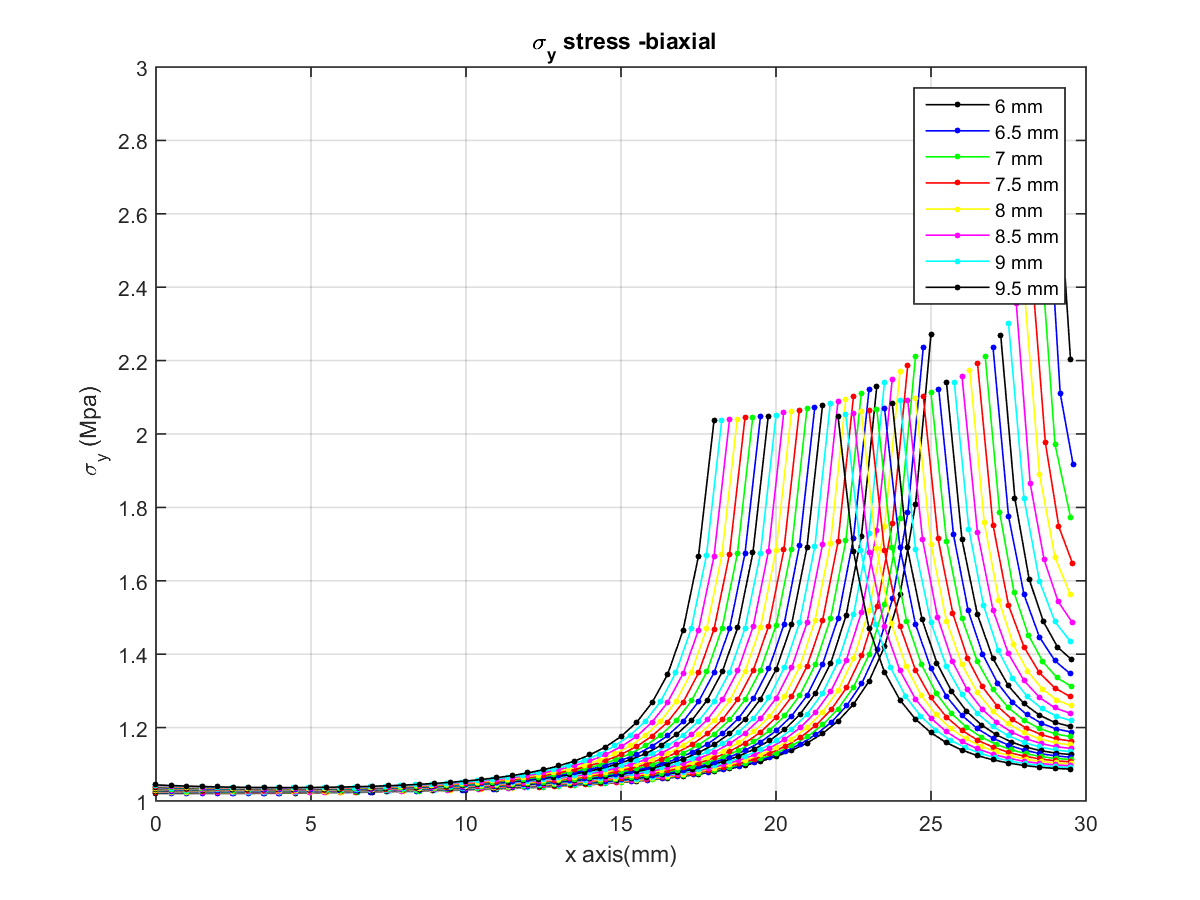 σy stress -biaxial
3
2.8
2.6
2.4
2.2
2
1.8
1.6
1.4
1.2
1
σy (Mpa)
6 mm
6.5 mm
7 mm
7.5 mm
8 mm
8.5 mm
9 mm
9.5 mm
0 5 10 15 20 25 30
x axis(mm)